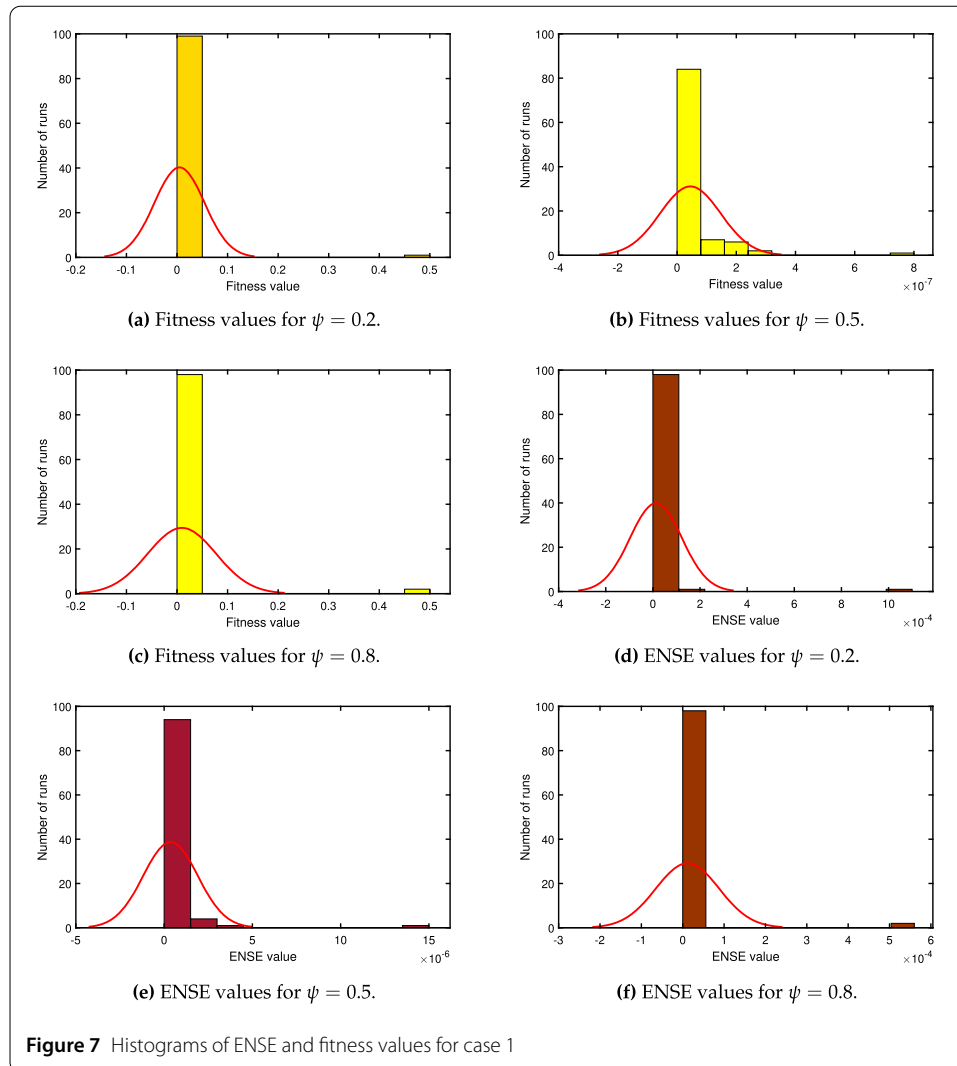 100
80
60
40
20
0
Number of runs
-0.2 -0.1 0 0.1 0.2 0.3 0.4 0.5
Fitness value
(a) Fitness values for ψ = 0.2.
100
80
60
40
20
0
Number of runs
-4 -2 0 2 4 6 8
×10^-7
Fitness value
(b) Fitness values for ψ = 0.5.
100
80
60
40
20
0
Number of runs
-0.2 -0.1 0 0.1 0.2 0.3 0.4 0.5
Fitness value
(c) Fitness values for ψ = 0.8.
100
80
60
40
20
0
Number of runs
-4 -2 0 2 4 6 8 10
×10^-4
ENSE value
(d) ENSE values for ψ = 0.2.
100
80
60
40
20
0
Number of runs
-5 0 5 10 15
×10^-6
ENSE value
(e) ENSE values for ψ = 0.5.
100
80
60
40
20
0
Number of runs
-3 -2 -1 0 1 2 3 4 5 6
×10^-4
ENSE value
(f) ENSE values for ψ = 0.8.
Figure 7 Histograms of ENSE and fitness values for case 1